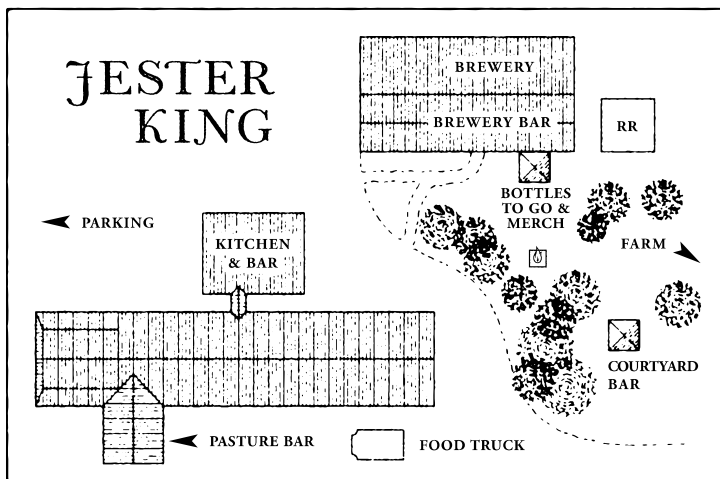 JESTER
KING
BREWERY
BREWERY BAR
RR
BOTTLES
TO GO &
MERCH
PARKING
KITCHEN
& BAR
FARM
COURTYARD
BAR
PASTURE BAR
FOOD TRUCK